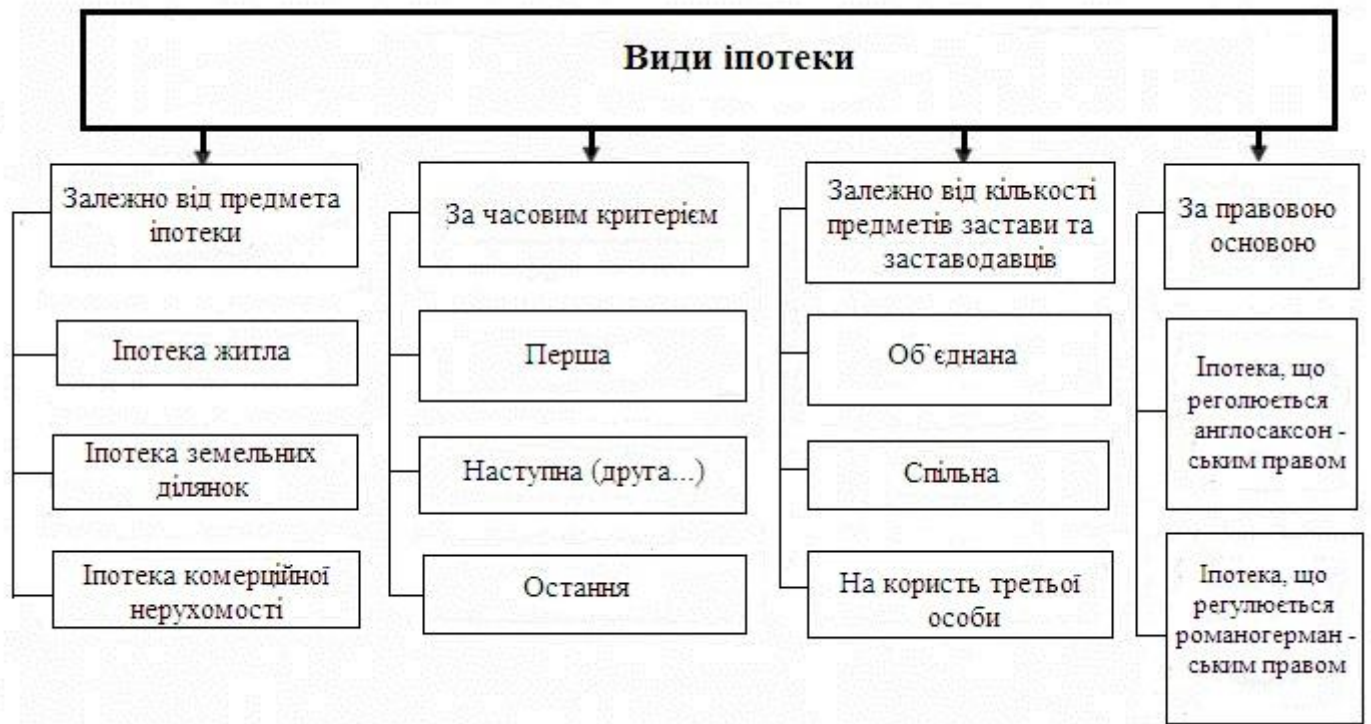 Види іпотеки
Залежно від предмета
іпотеки
Іпотека житла
Іпотека земельних
ділянок
Іпотека комерційної
нерухомості
За часовим критерієм
Перша
Наступна (друга...)
Остання
Залежно від кількості
предметів застави та
заставодавців
Об`єднана
Спільна
На користь третьої
особи
За правовою
основою
Іпотека, що
реголюється
англосаксон -
ським правом
Іпотека, що
регулюється
романогерман -
ським правом